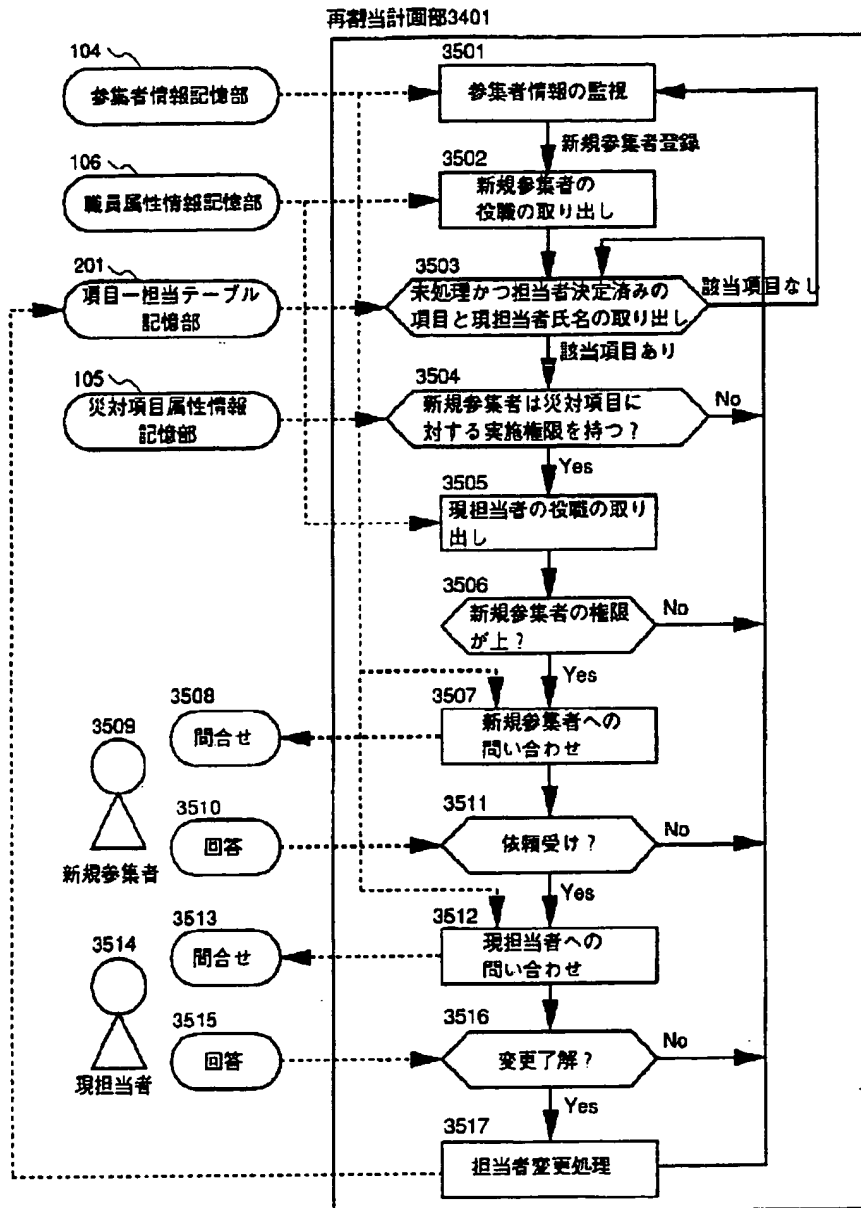 再割当計画部3401
104
参集者情報記憶部
3501
参集者情報の監視
新規参集者登録
106
職員属性情報記憶部
3502
新規参集者の
役職の取り出し
201
項目ー担当テーブル
記憶部
3503
未処理かつ担当者決定済みの
項目と現担当者氏名の取り出し
該当項目なし
該当項目あり
105
災対項目属性情報
記憶部
3504
新規参集者は災対項目に
対する実施権限を持つ?
No
Yes
3505
現担当者の役職の取り
出し
3506
新規参集者の権限
が上?
No
Yes
3507
新規参集者への
問い合わせ
3508
問合せ
3509
新規参集者
3510
回答
3511
依頼受け?
No
Yes
3512
現担当者への
問い合わせ
3513
問合せ
3514
現担当者
3515
回答
3516
変更了解?
No
Yes
3517
担当者変更処理